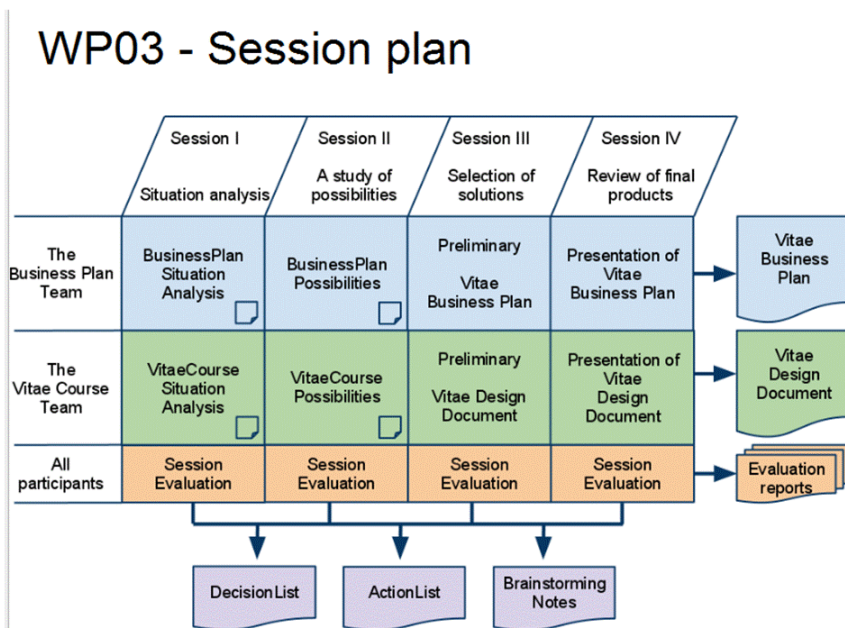 WP03 - Session plan
Session I
Situation analysis
Session II
A study of
possibilities
Session III
Selection of
solutions
Session IV
Review of final
products
The
Business Plan
Team
BusinessPlan
Situation
Analysis
BusinessPlan
Possibilities
Preliminary
Vitae
Business Plan
Presentation of
Vitae
Business Plan
Vitae
Business
Plan
The
Vitae Course
Team
VitaeCourse
Situation
Analysis
VitaeCourse
Possibilities
Preliminary
Vitae Design
Document
Presentation of
Vitae
Design
Document
Vitae
Design
Document
All
participants
Session
Evaluation
Session
Evaluation
Session
Evaluation
Session
Evaluation
Evaluation
reports
DecisionList
ActionList
Brainstorming
Notes